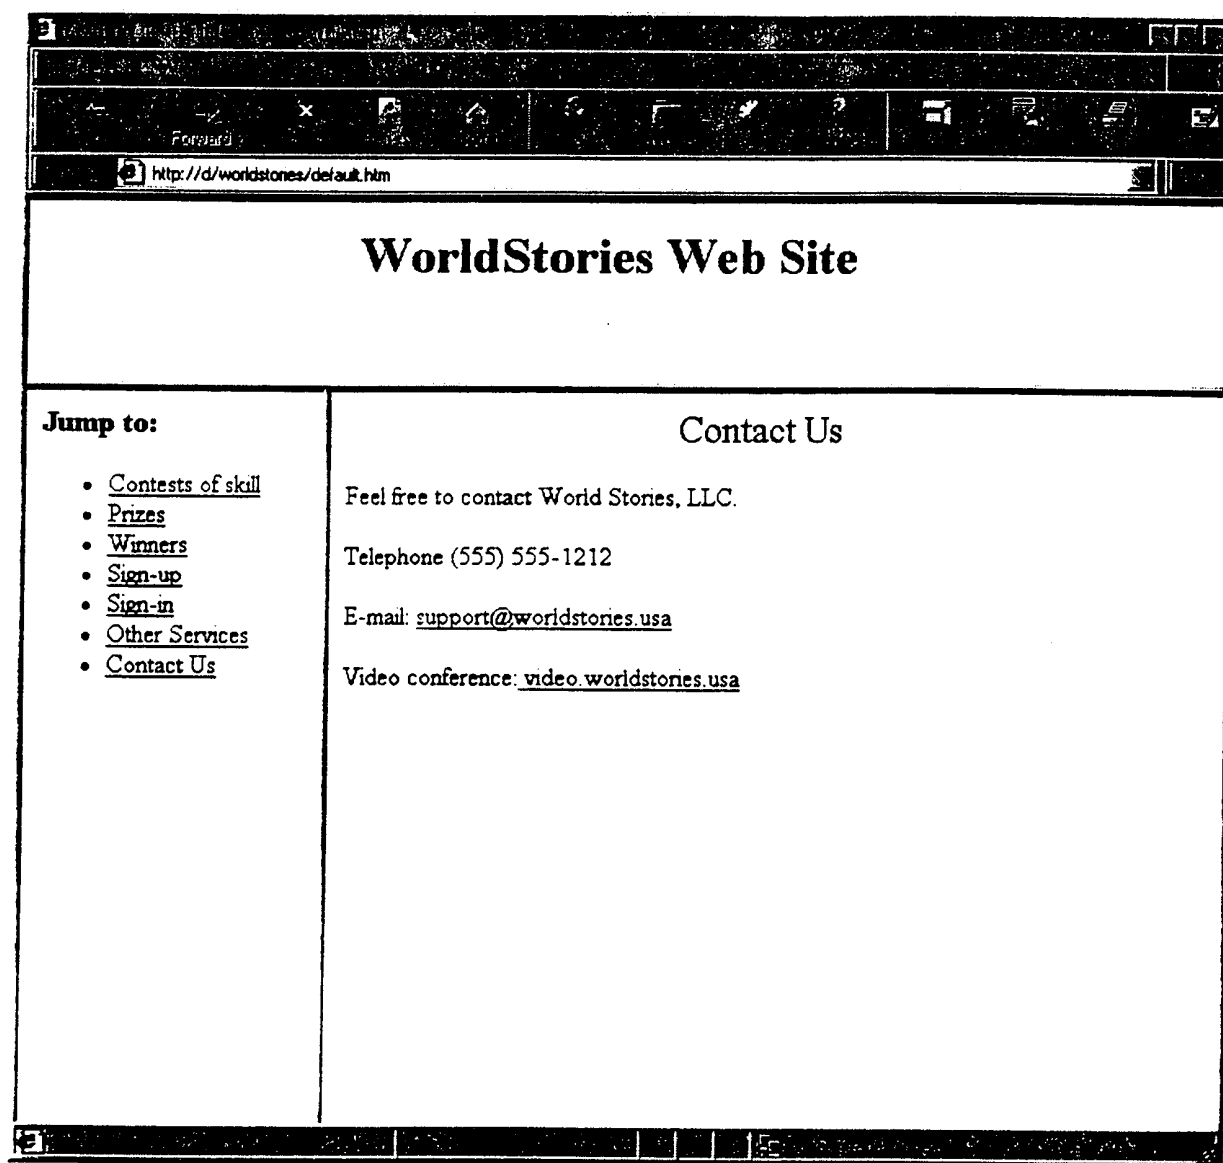 Forward
http://d/worldstories/default.htm
WorldStories Web Site
Jump to:
Contests of skill
Prizes
Winners
Sign-up
Sign-in
Other Services
Contact Us
Contact Us
Feel free to contact World Stories, LLC.
Telephone (555) 555-1212
E-mail: support@worldstories.usa
Video conference: video.worldstories.usa